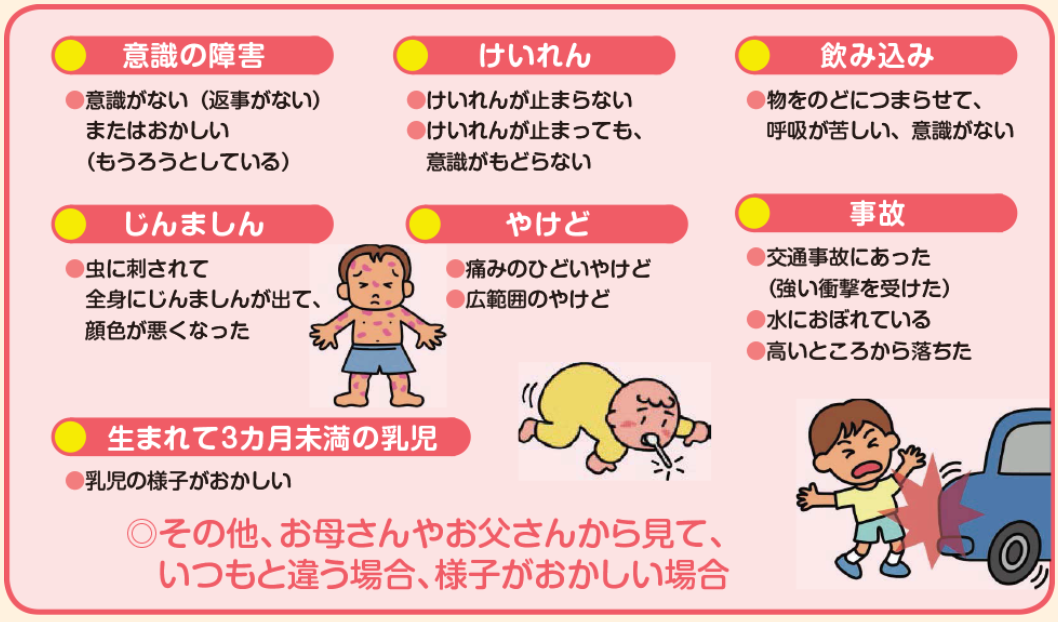 意識の障害
●意識がない（返事がない）
またはおかしい
（もうろうとしている）
けいれん
●けいれんが止まらない
●けいれんが止まっても、
意識がもどらない
飲み込み
●物をのどにつまらせて、
呼吸が苦しい、意識がない
じんましん
●虫に刺されて
全身にじんましんが出て、
顔色が悪くなった
やけど
●痛みのひどいやけど
●広範囲のやけど
事故
●交通事故にあった
（強い衝撃を受けた）
●水におぼれている
●高いところから落ちた
生まれて3カ月未満の乳児
●乳児の様子がおかしい
◎その他、お母さんやお父さんから見て、
いつもと違う場合、様子がおかしい場合